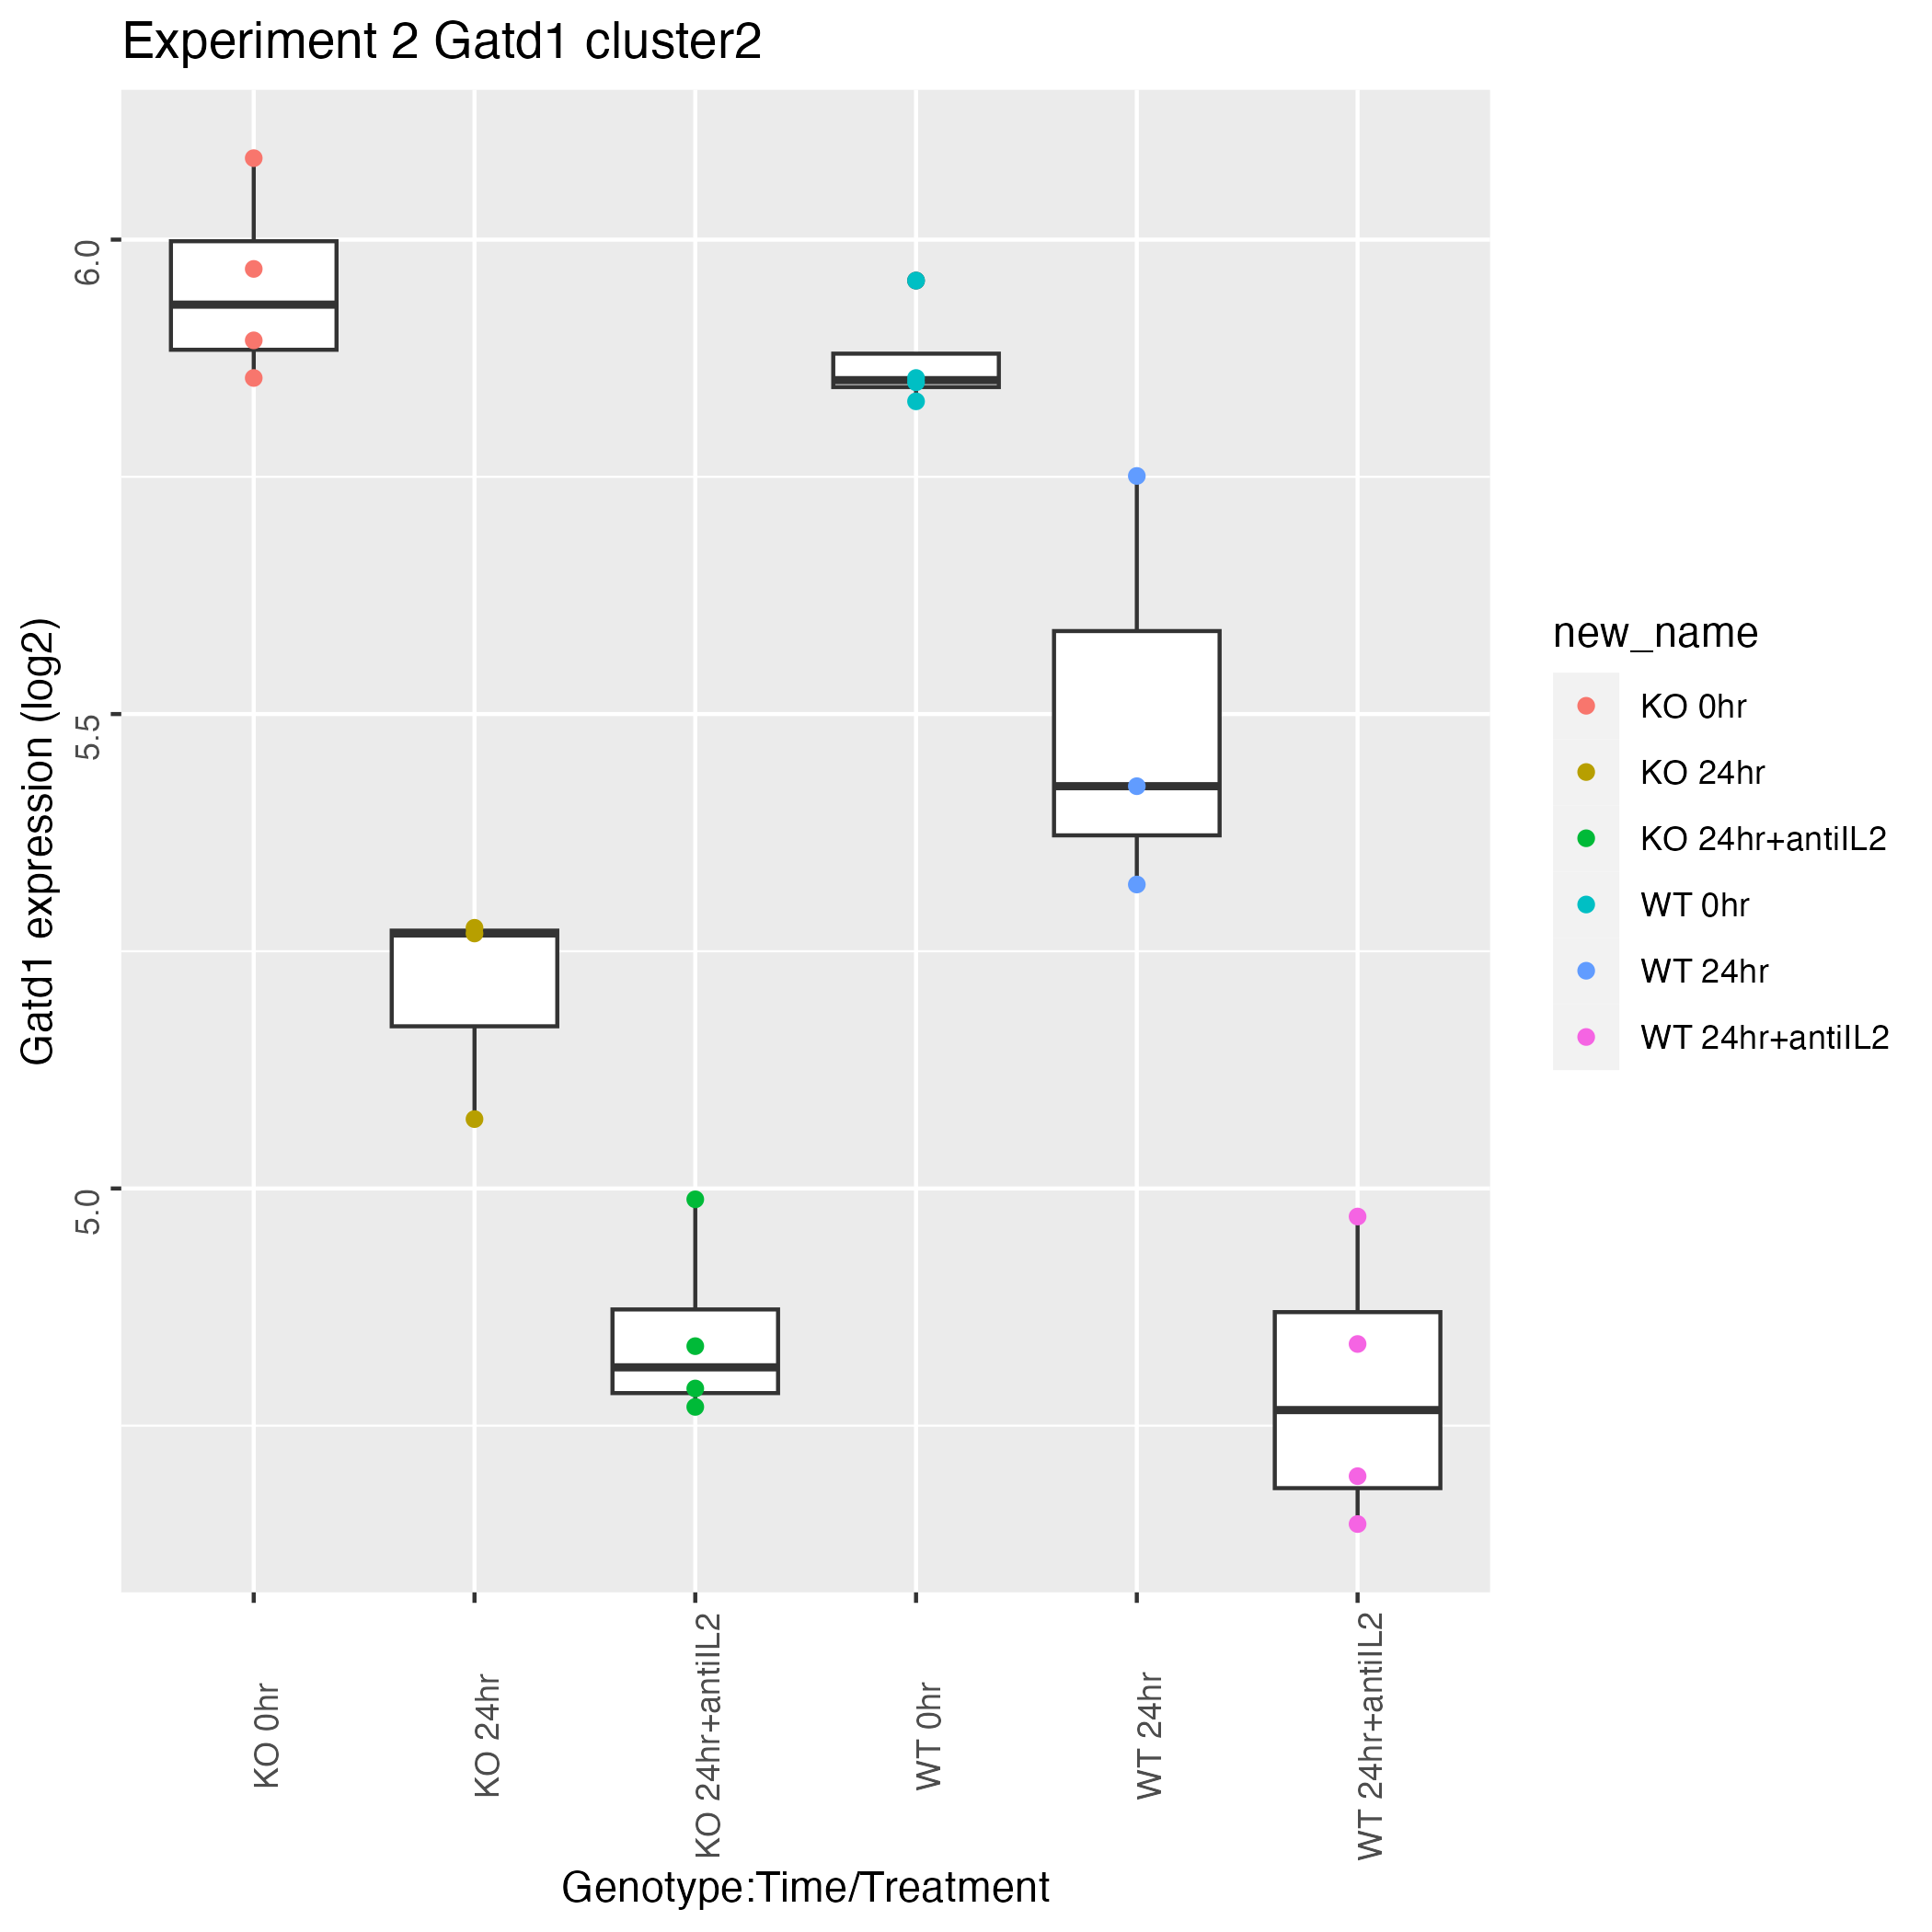 Experiment 2 Gatd1 cluster2
Gatd1 expression (log2)
6.0
5.5
5.0
KO 0hr
KO 24hr
KO 24hr+antiIL2
WT 0hr
WT 24hr
WT 24hr+antiIL2
Genotype:Time/Treatment
new_name
KO 0hr
KO 24hr
KO 24hr+antiIL2
WT 0hr
WT 24hr
WT 24hr+antiIL2